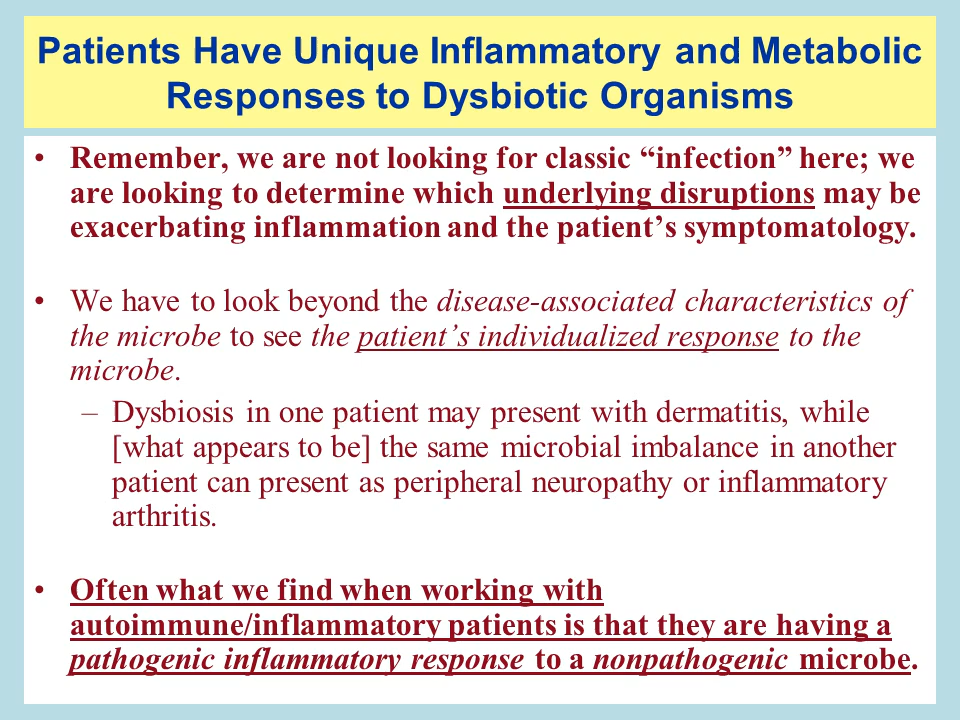 Patients Have Unique Inflammatory and Metabolic
Responses to Dysbiotic Organisms
• Remember, we are not looking for classic “infection” here; we
are looking to determine which underlying disruptions may be
exacerbating inflammation and the patient’s symptomatology.
• We have to look beyond the disease-associated characteristics of
the microbe to see the patient’s individualized response to the
microbe.
– Dysbiosis in one patient may present with dermatitis, while
[what appears to be] the same microbial imbalance in another
patient can present as peripheral neuropathy or inflammatory
arthritis.
• Often what we find when working with
autoimmune/inflammatory patients is that they are having a
pathogenic inflammatory response to a nonpathogenic microbe.